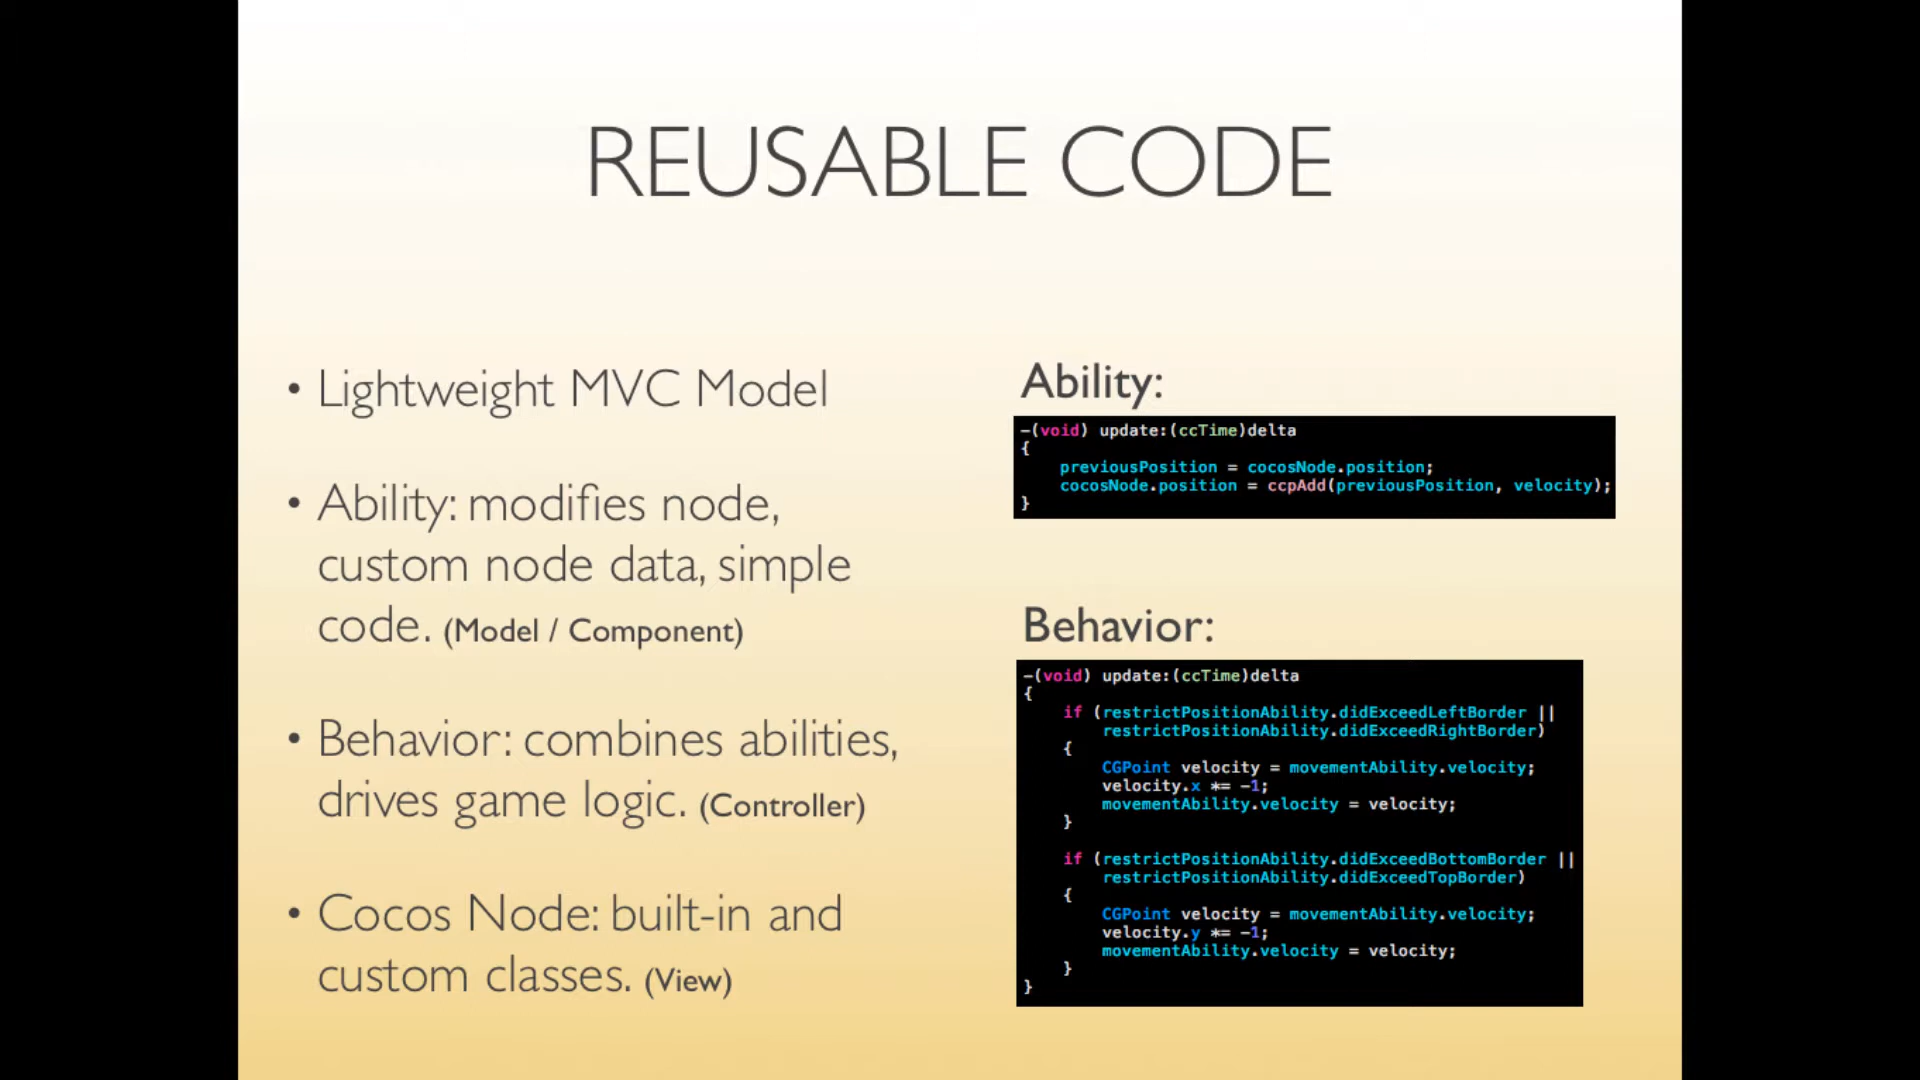 REUSABLE CODE
• Lightweight MVC Model
• Ability: modifies node,
custom node data, simple
code. (Model / Component)
• Behavior: combines abilities,
drives game logic. (Controller)
• Cocos Node: built-in and
custom classes. (View)
Ability:
-(void) update:(ccTime)delta
{
    previousPosition = cocosNode.position;
    cocosNode.position = ccpAdd(previousPosition, velocity);
}
Behavior:
-(void) update:(ccTime)delta
{
    if (restrictPositionAbility.didExceedLeftBorder ||
        restrictPositionAbility.didExceedRightBorder)
    {
        CGPoint velocity = movementAbility.velocity;
        velocity.x *= -1;
        movementAbility.velocity = velocity;
    }
    if (restrictPositionAbility.didExceedBottomBorder ||
        restrictPositionAbility.didExceedTopBorder)
    {
        CGPoint velocity = movementAbility.velocity;
        velocity.y *= -1;
        movementAbility.velocity = velocity;
    }
}